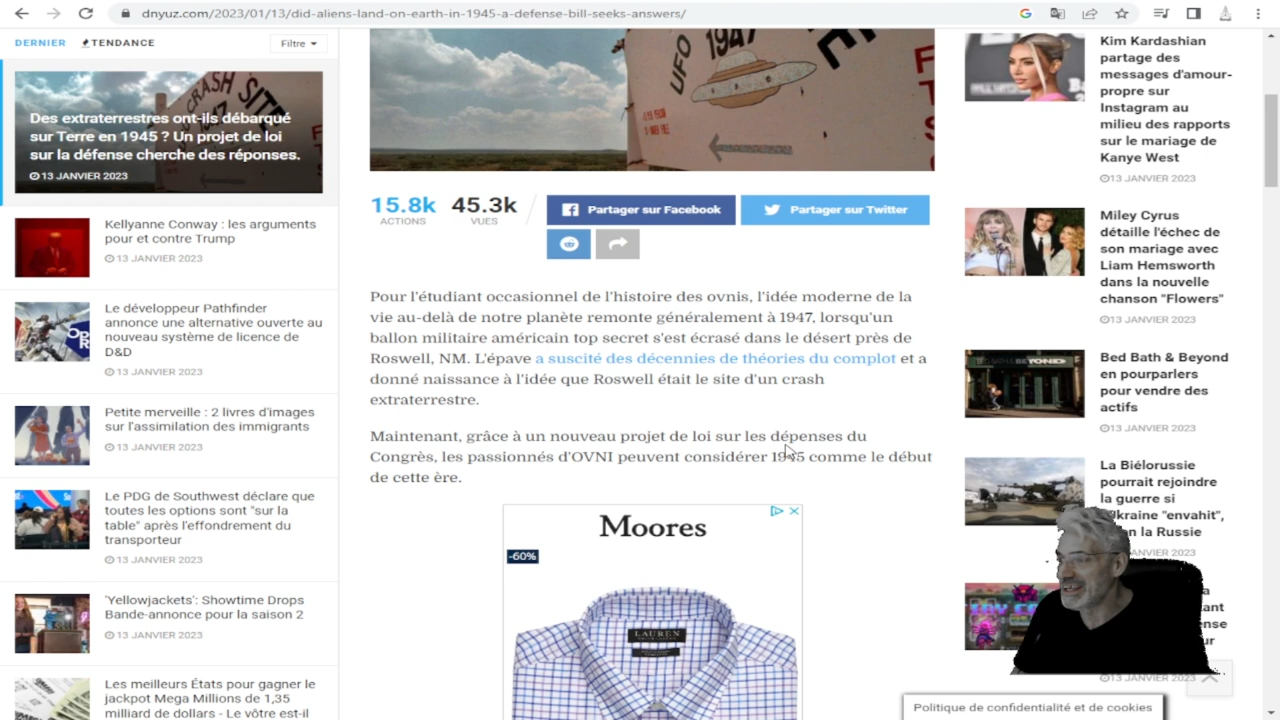 dnyuz.com/2023/01/13/did-aliens-land-on-earth-in-1945-a-defense-bill-seeks-answers/
DERNIER
TENDANCE
Filtre
CRASH SITE
Des extraterrestres ont-ils débarqué
sur Terre en 1945 ? Un projet de loi
sur la défense cherche des réponses.
13 JANVIER 2023
Kellyanne Conway : les arguments
pour et contre Trump
13 JANVIER 2023
Le développeur Pathfinder
annonce une alternative ouverte au
nouveau système de licence de
D&D
13 JANVIER 2023
Petite merveille : 2 livres d'images
sur l'assimilation des immigrants
13 JANVIER 2023
Le PDG de Southwest déclare que
toutes les options sont "sur la
table" après l'effondrement du
transporteur
13 JANVIER 2023
'Yellowjackets': Showtime Drops
Bande-annonce pour la saison 2
13 JANVIER 2023
Les meilleurs États pour gagner le
jackpot Mega Millions de 1,35
milliard de dollars - Le vôtre est-il
UFO
1947
15.8k
ACTIONS
45.3k
VUES
Partager sur Facebook
Partager sur Twitter
Pour l'étudiant occasionnel de l'histoire des ovnis, l'idée moderne de la
vie au-delà de notre planète remonte généralement à 1947, lorsqu'un
ballon militaire américain top secret s'est écrasé dans le désert près de
Roswell, NM. L'épave a suscité des décennies de théories du complot et a
donné naissance à l'idée que Roswell était le site d'un crash
extraterrestre.
Maintenant, grâce à un nouveau projet de loi sur les dépenses du
Congrès, les passionnés d'OVNI peuvent considérer 1945 comme le début
de cette ère.
Moores
-60%
LAUREN
Kim Kardashian
partage des
messages d'amour-
propre sur
Instagram au
milieu des rapports
sur le mariage de
Kanye West
13 JANVIER 2023
Miley Cyrus
détaille l'échec de
son mariage avec
Liam Hemsworth
dans la nouvelle
chanson "Flowers"
13 JANVIER 2023
Bed Bath & Beyond
en pourparlers
pour vendre des
actifs
13 JANVIER 2023
La Biélorussie
pourrait rejoindre
la guerre si
"envahit",
la Russie
2023
13 JANVIER 2023
Politique de confidentialité et de cookies